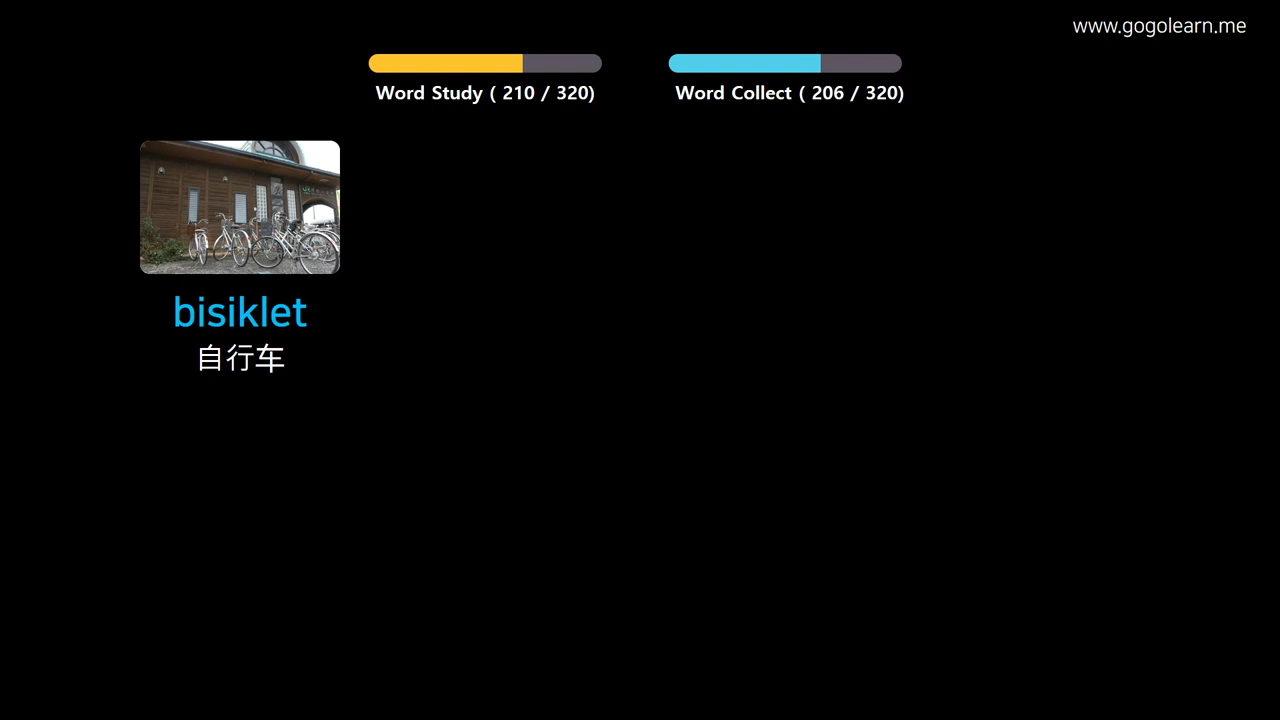 www.gogolearn.me
Word Study ( 210 / 320)
Word Collect ( 206 / 320)
bisiklet
自行车